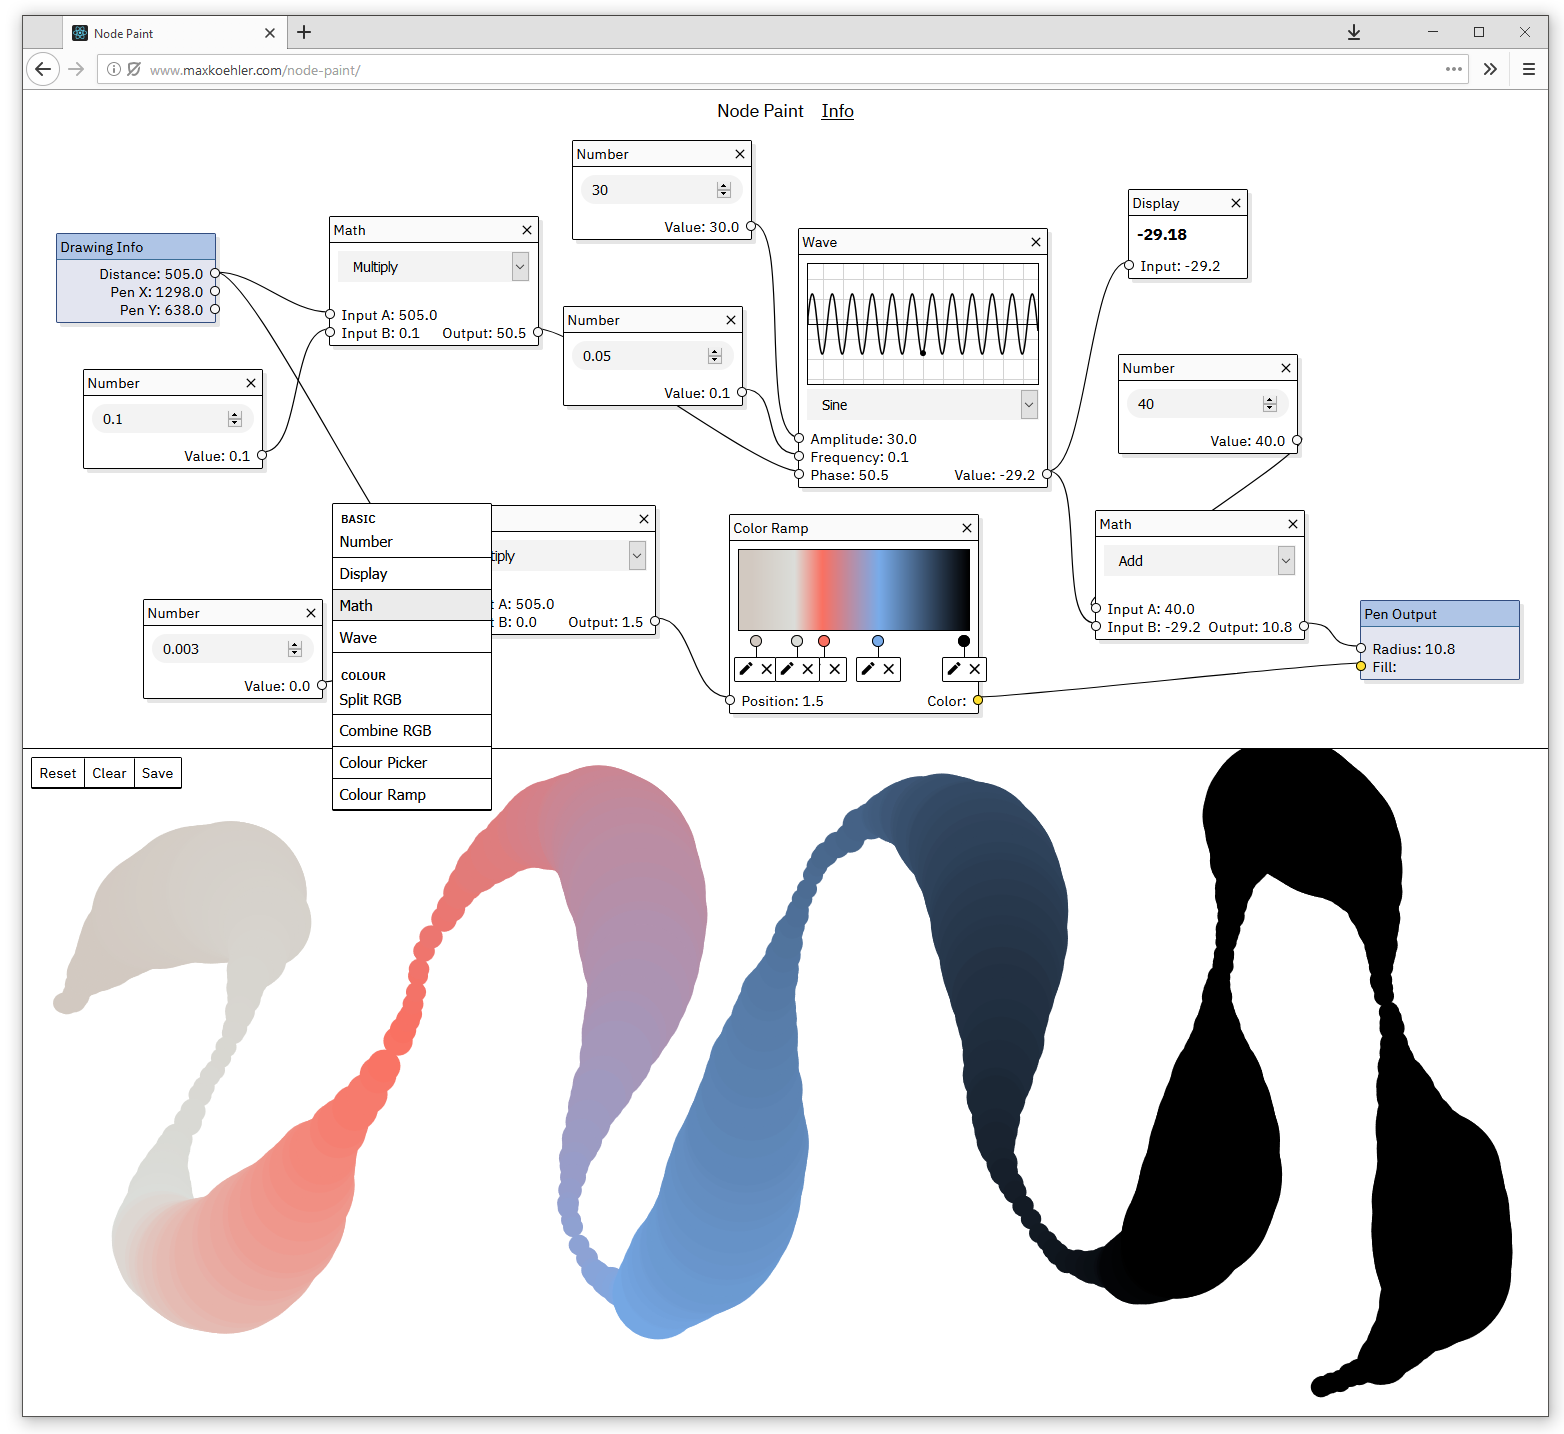 Node Paint
www.maxkoehler.com/node-paint/
Node Paint Info
Number
30
Value: 30.0
Display
-29.18
Input: -29.2
Drawing Info
Distance: 505.0
Pen X: 1298.0
Pen Y: 638.0
Math
Multiply
Input A: 505.0
Input B: 0.1 Output: 50.5
Wave
Sine
Amplitude: 30.0
Frequency: 0.1
Phase: 50.5 Value: -29.2
Number
0.05
Value: 0.1
Number
0.1
Value: 0.1
Number
40
Value: 40.0
BASIC
Number
Display
Math
Wave
COLOUR
Split RGB
Combine RGB
Colour Picker
Colour Ramp
tiply
t A: 505.0
t B: 0.0 Output: 1.5
Color Ramp
Position: 1.5 Color:
Math
Add
Input A: 40.0
Input B: -29.2 Output: 10.8
Number
0.003
Value: 0.0
Pen Output
Radius: 10.8
Fill:
Reset Clear Save